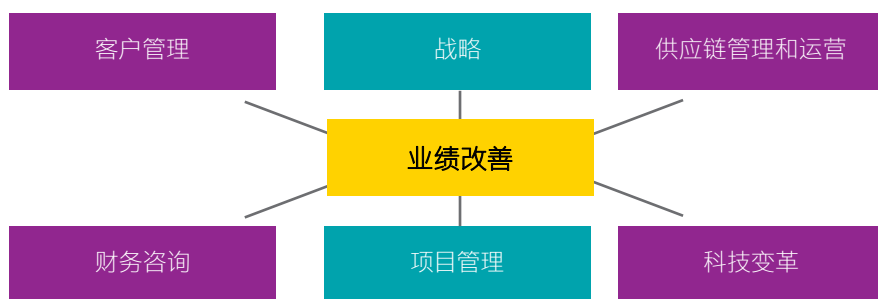 客户管理
战略
供应链管理和运营
业绩改善
财务咨询
项目管理
科技变革